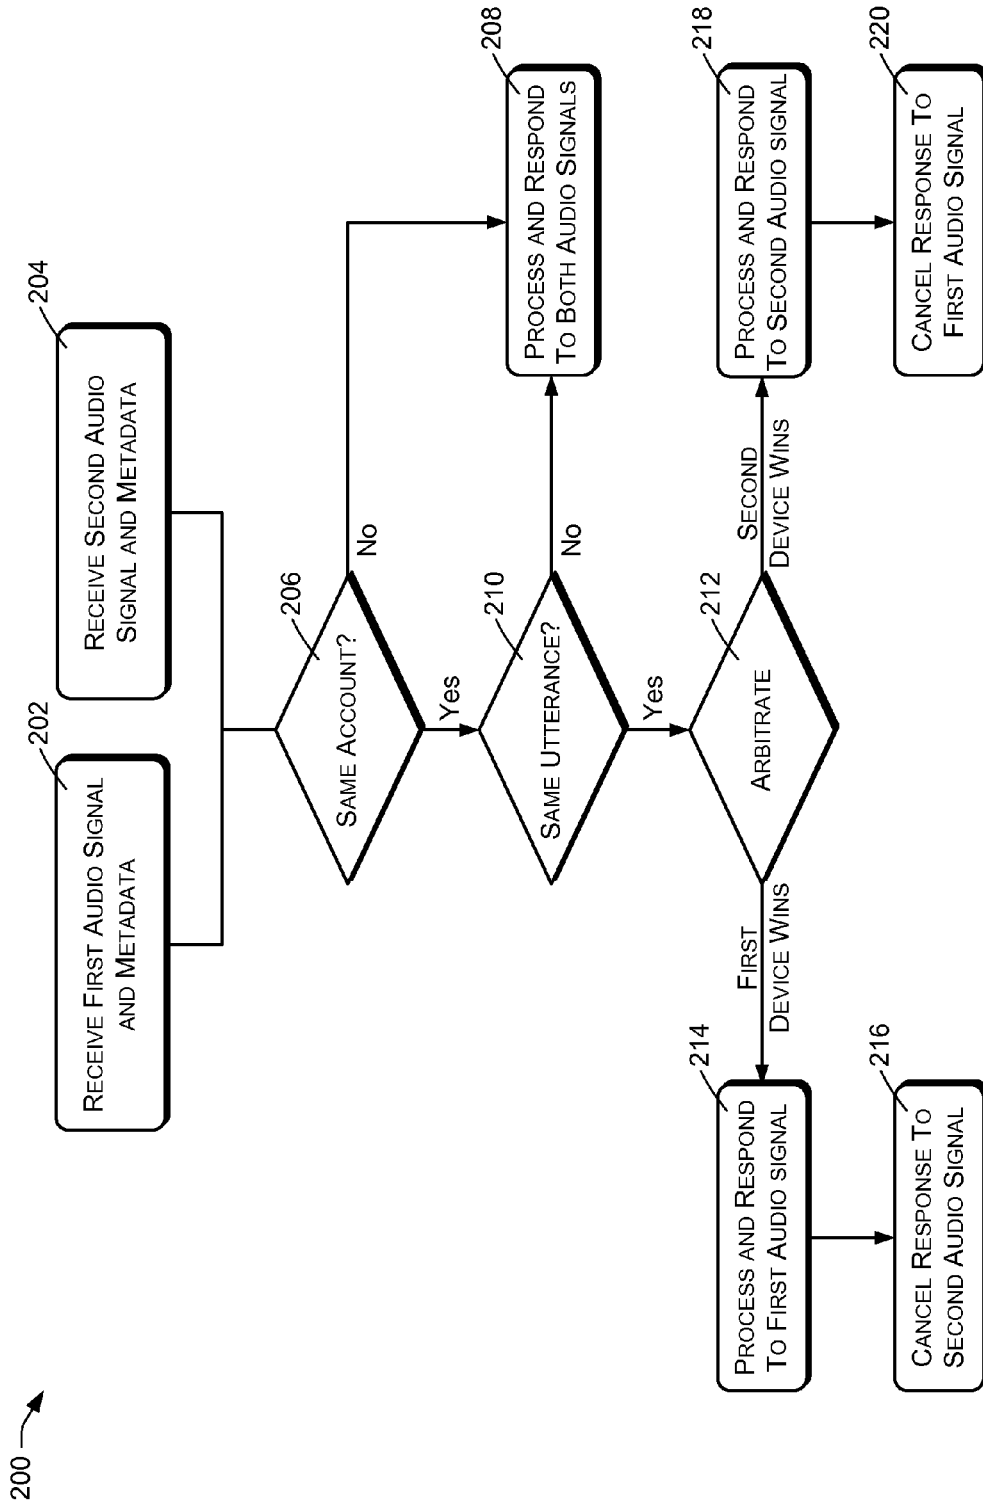 200
202
RECEIVE FIRST AUDIO SIGNAL
AND METADATA
204
RECEIVE SECOND AUDIO
SIGNAL AND METADATA
206
SAME ACCOUNT?
No
Yes
208
PROCESS AND RESPOND
TO BOTH AUDIO SIGNALS
210
SAME UTTERANCE?
No
Yes
212
ARBITRATE
FIRST
DEVICE WINS
SECOND
DEVICE WINS
214
PROCESS AND RESPOND
TO FIRST AUDIO SIGNAL
216
CANCEL RESPONSE TO
SECOND AUDIO SIGNAL
218
PROCESS AND RESPOND
TO SECOND AUDIO SIGNAL
220
CANCEL RESPONSE TO
FIRST AUDIO SIGNAL